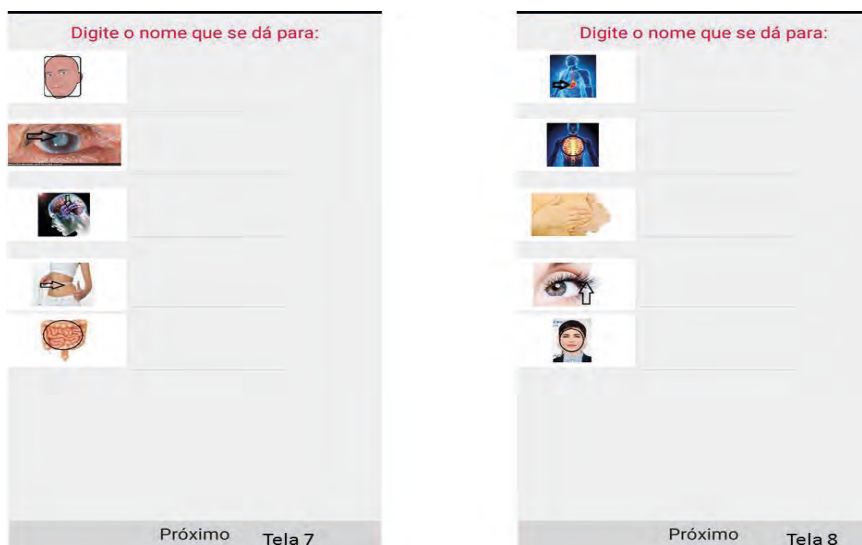 Digite o nome que se dá para:
Próximo
Tela 7
Digite o nome que se dá para:
Próximo
Tela 8